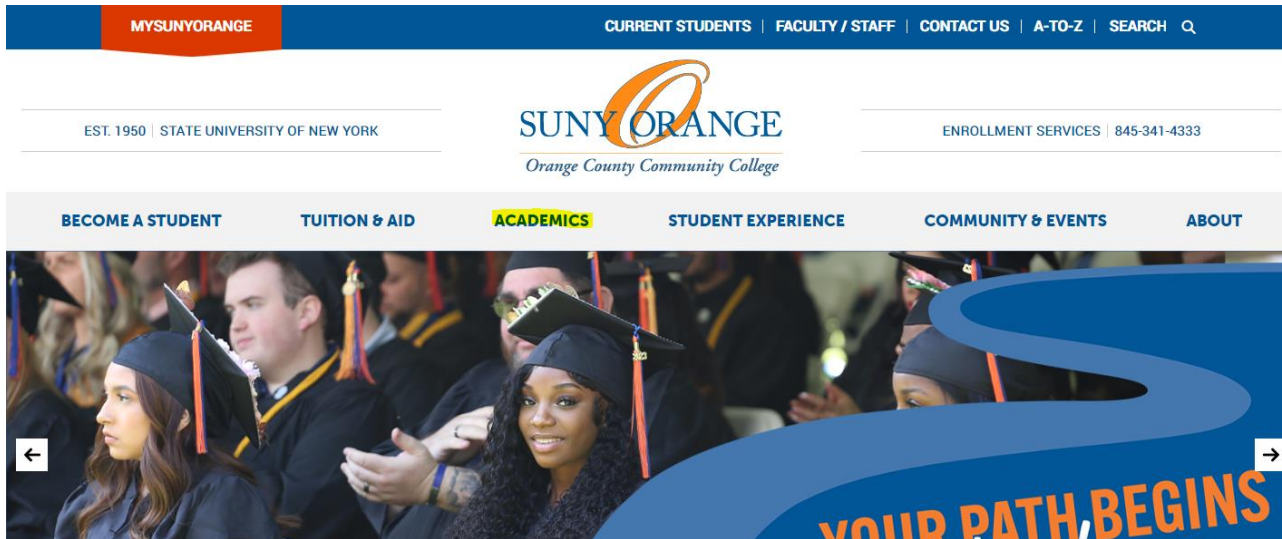 MYSUNYORANGE
CURRENT STUDENTS | FACULTY / STAFF | CONTACT US | A-TO-Z | SEARCH
EST. 1950 | STATE UNIVERSITY OF NEW YORK
SUNY ORANGE
Orange County Community College
ENROLLMENT SERVICES | 845-341-4333
BECOME A STUDENT
TUITION & AID
ACADEMICS
STUDENT EXPERIENCE
COMMUNITY & EVENTS
ABOUT
2023
YOUR PATH BEGINS